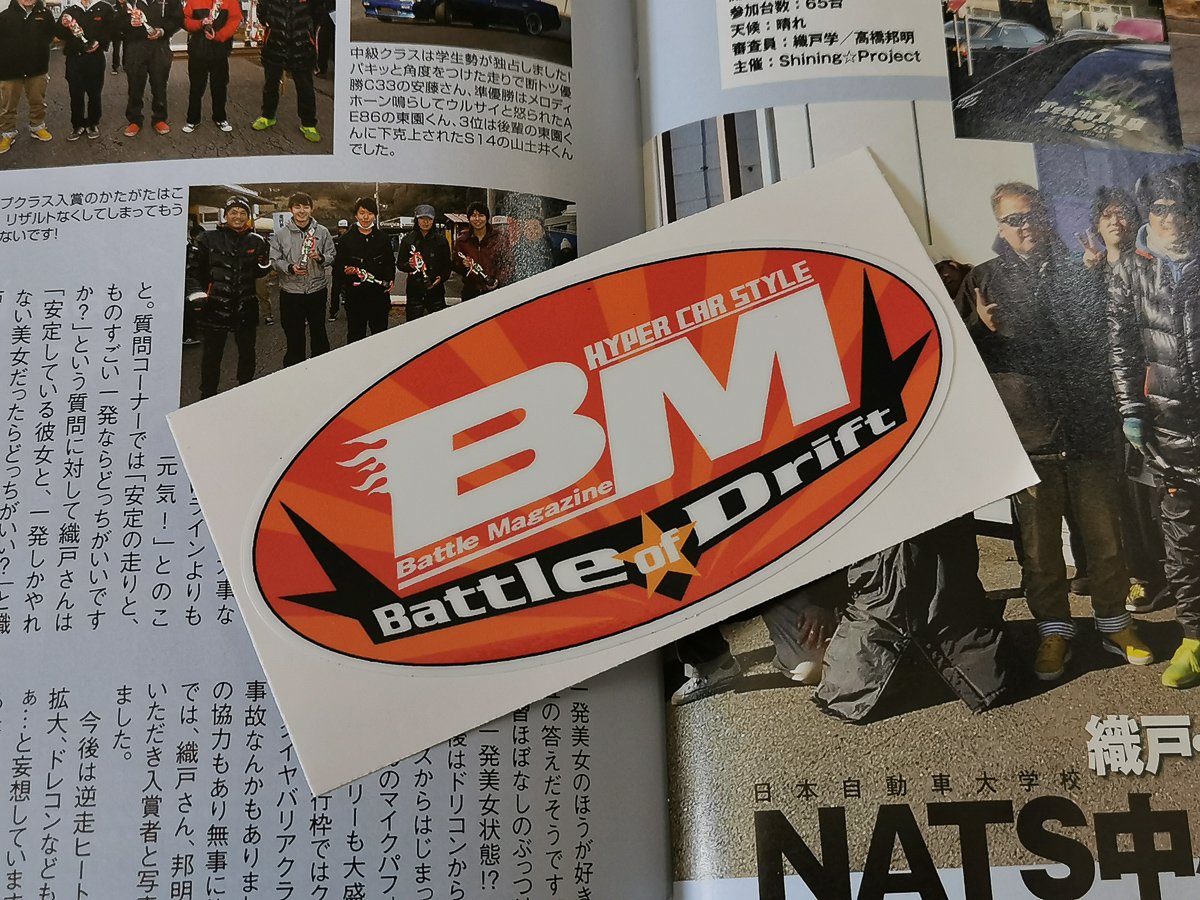 中級クラスは学生勢が独占しました!
バキッと角度をつけた走りで断トツ優
勝C33の安藤さん、準優勝はメロディ
ホーン鳴らしてウルサイと怒られたA
E86の東園くん、3位は後輩の東園く
んに下克上されたS14の山土井くん
でした。
参加台数:65台
天候:晴れ
審査員:織戸学/高橋邦明
主催:Shining☆Project
プクラス入賞のかたがたはこ
リザルトなくしてしまってもう
ないです!
HYPER CAR STYLE
BM
Battle Magazine
Battle of Drift
元気!」とのこ
と。質問コーナーでは「安定の走りと、
ものすごい一発ならどっちがいいです
か?」という質問に対して織戸さんは
「安定している彼女と、一発しかやれ
ない美女だったらどっちがいい?」と織
一発美女のほうが好き
の答えだそうです
習ほぼなしのぶっつけ
一発美女状態!?
後はドリコンから
スからはじまっ
リーも大盛
のマイクパフォ
行枠ではク
イヤバリアクラ
事故なんかもありまし
の協力もあり無事に
では、織戸さん、邦明
いただき入賞者と写真
ました。
今後は逆走ヒート
拡大、ドレコンなども
ぁ…と妄想しています
織戸
日本自動車大学校
NATS中